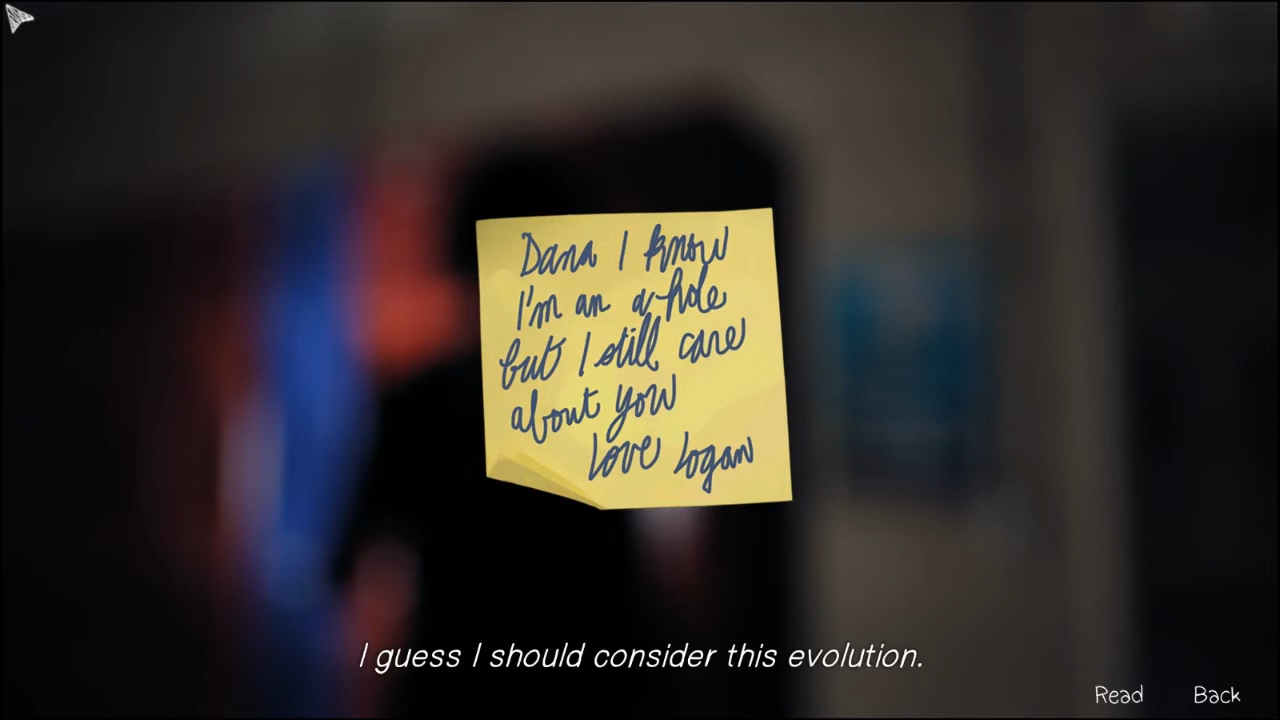 Dana I know
I'm an a-hole
but I still care
about you
Love Logan
I guess I should consider this evolution.
Read Back